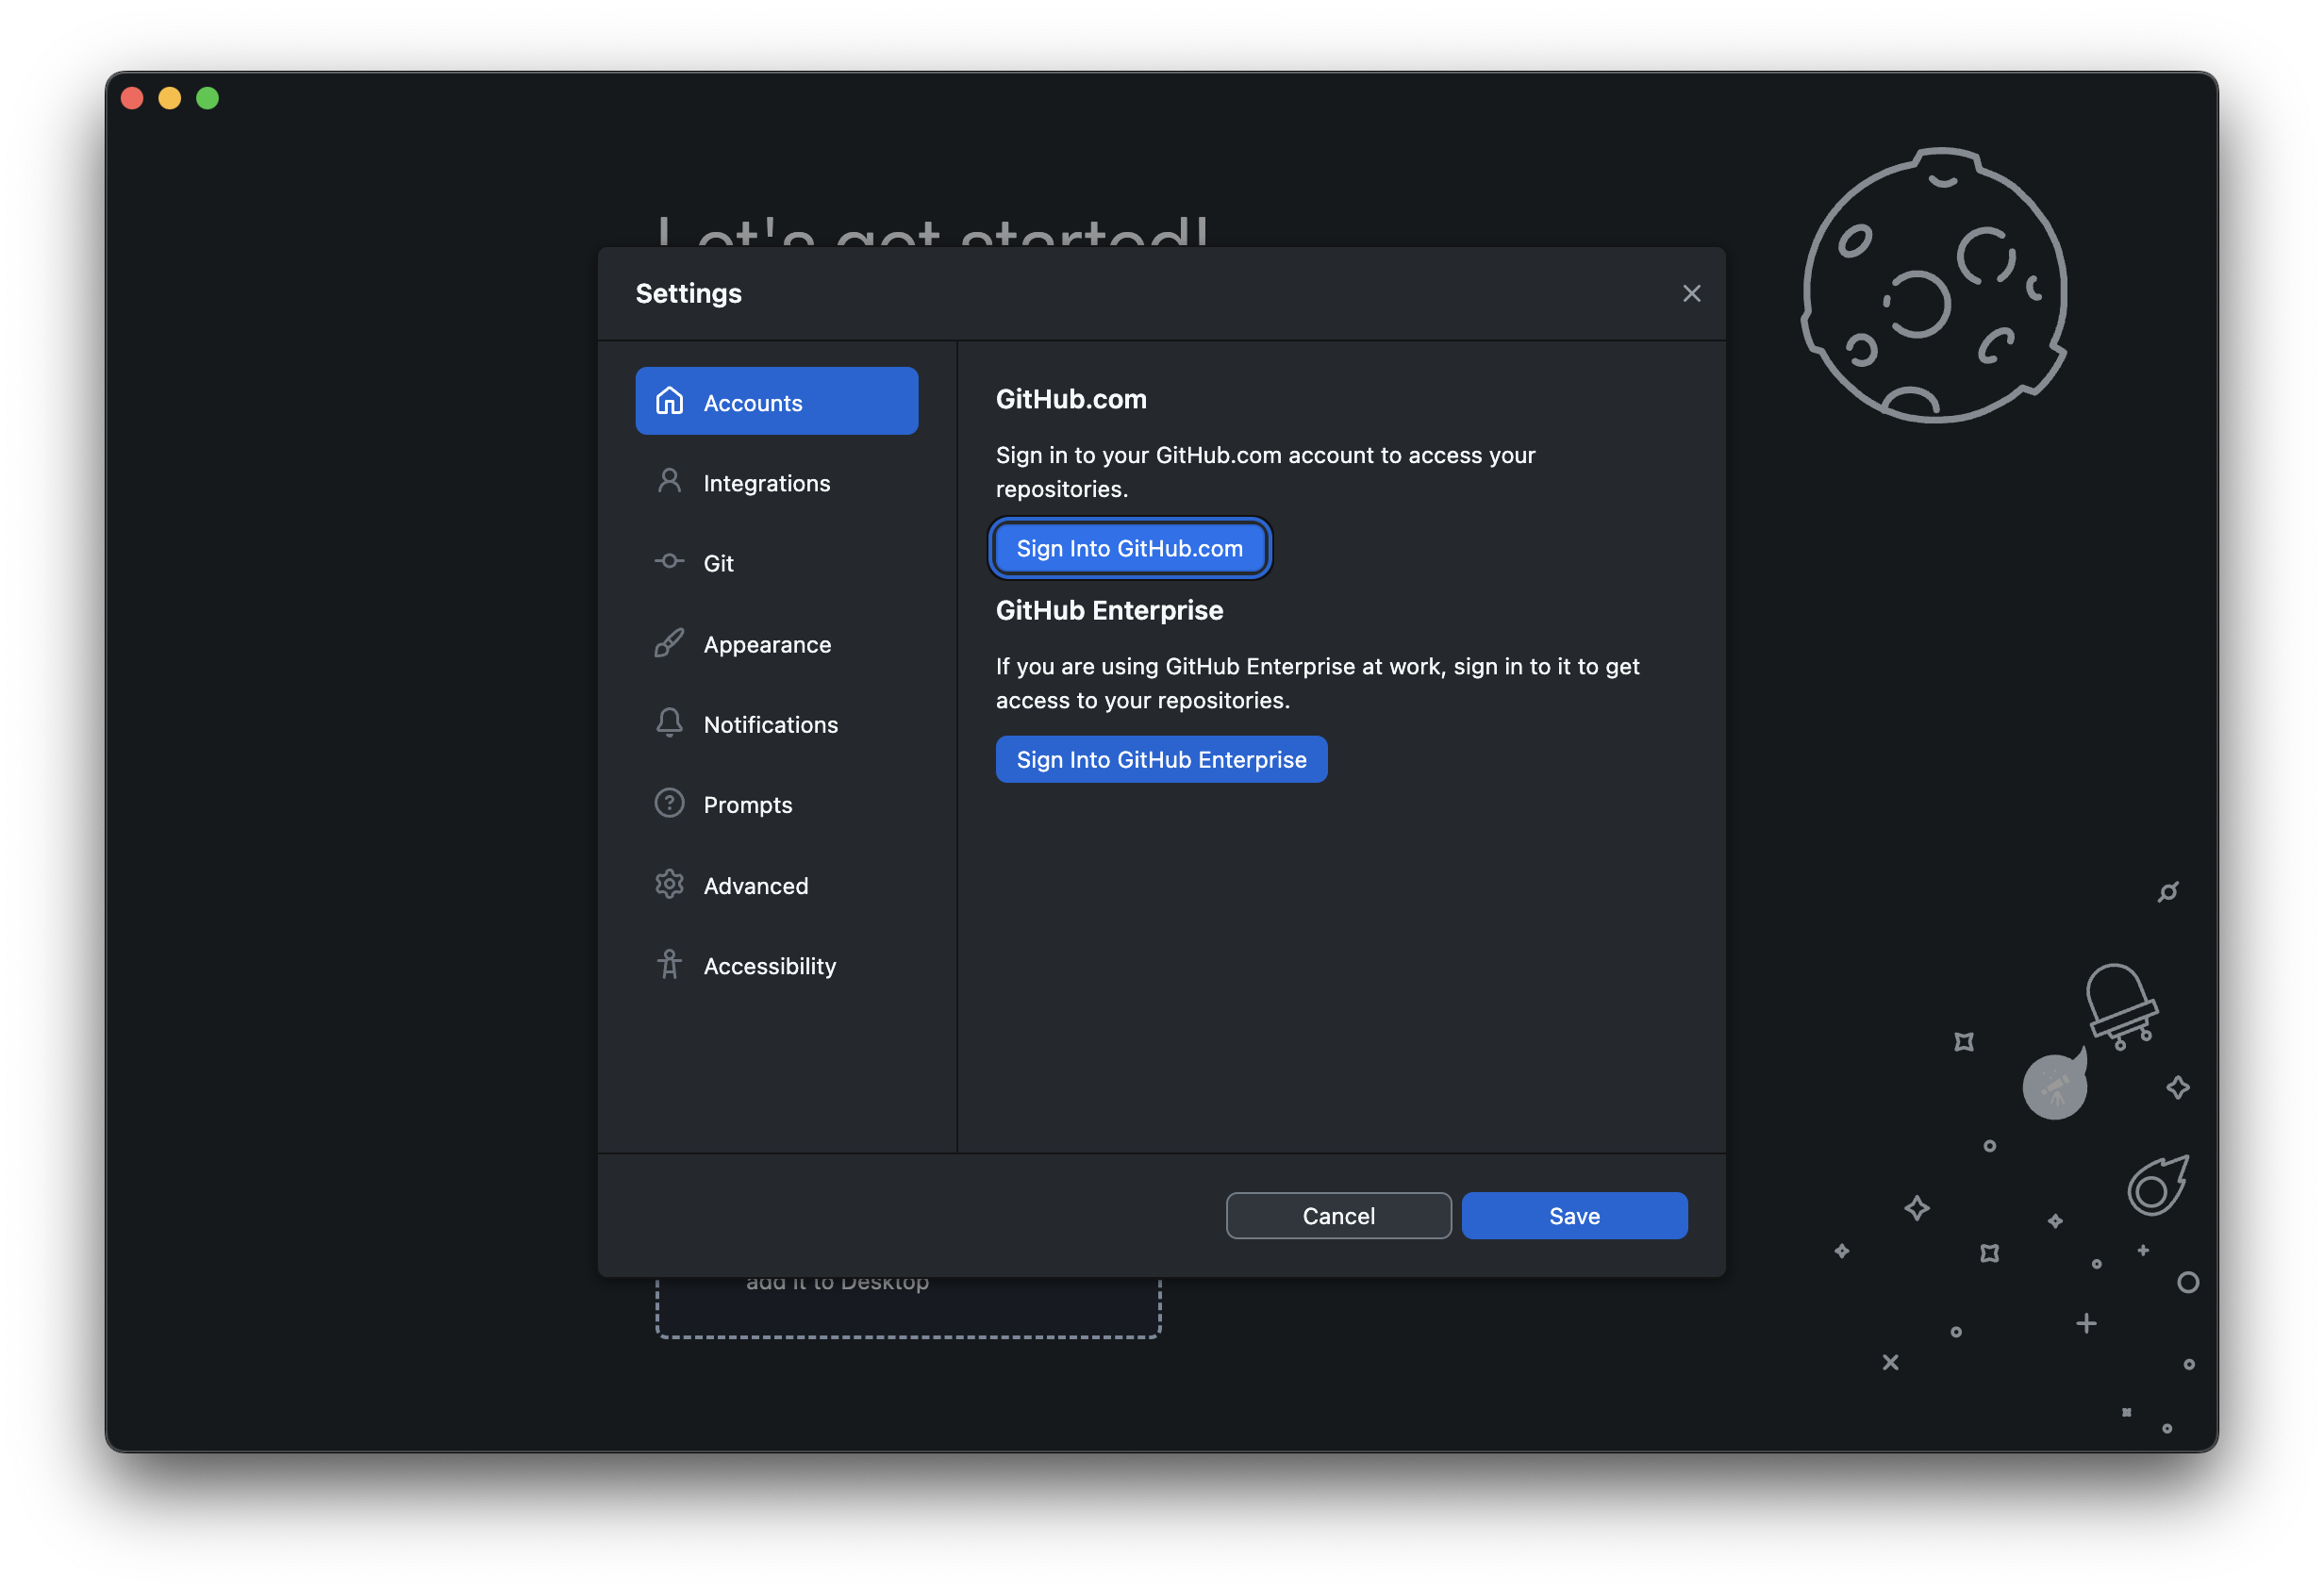 Let's get started!
Settings
Accounts
Integrations
Git
Appearance
Notifications
Prompts
Advanced
Accessibility
GitHub.com
Sign in to your GitHub.com account to access your
repositories.
Sign Into GitHub.com
GitHub Enterprise
If you are using GitHub Enterprise at work, sign in to it to get
access to your repositories.
Sign Into GitHub Enterprise
Cancel
Save
add it to Desktop